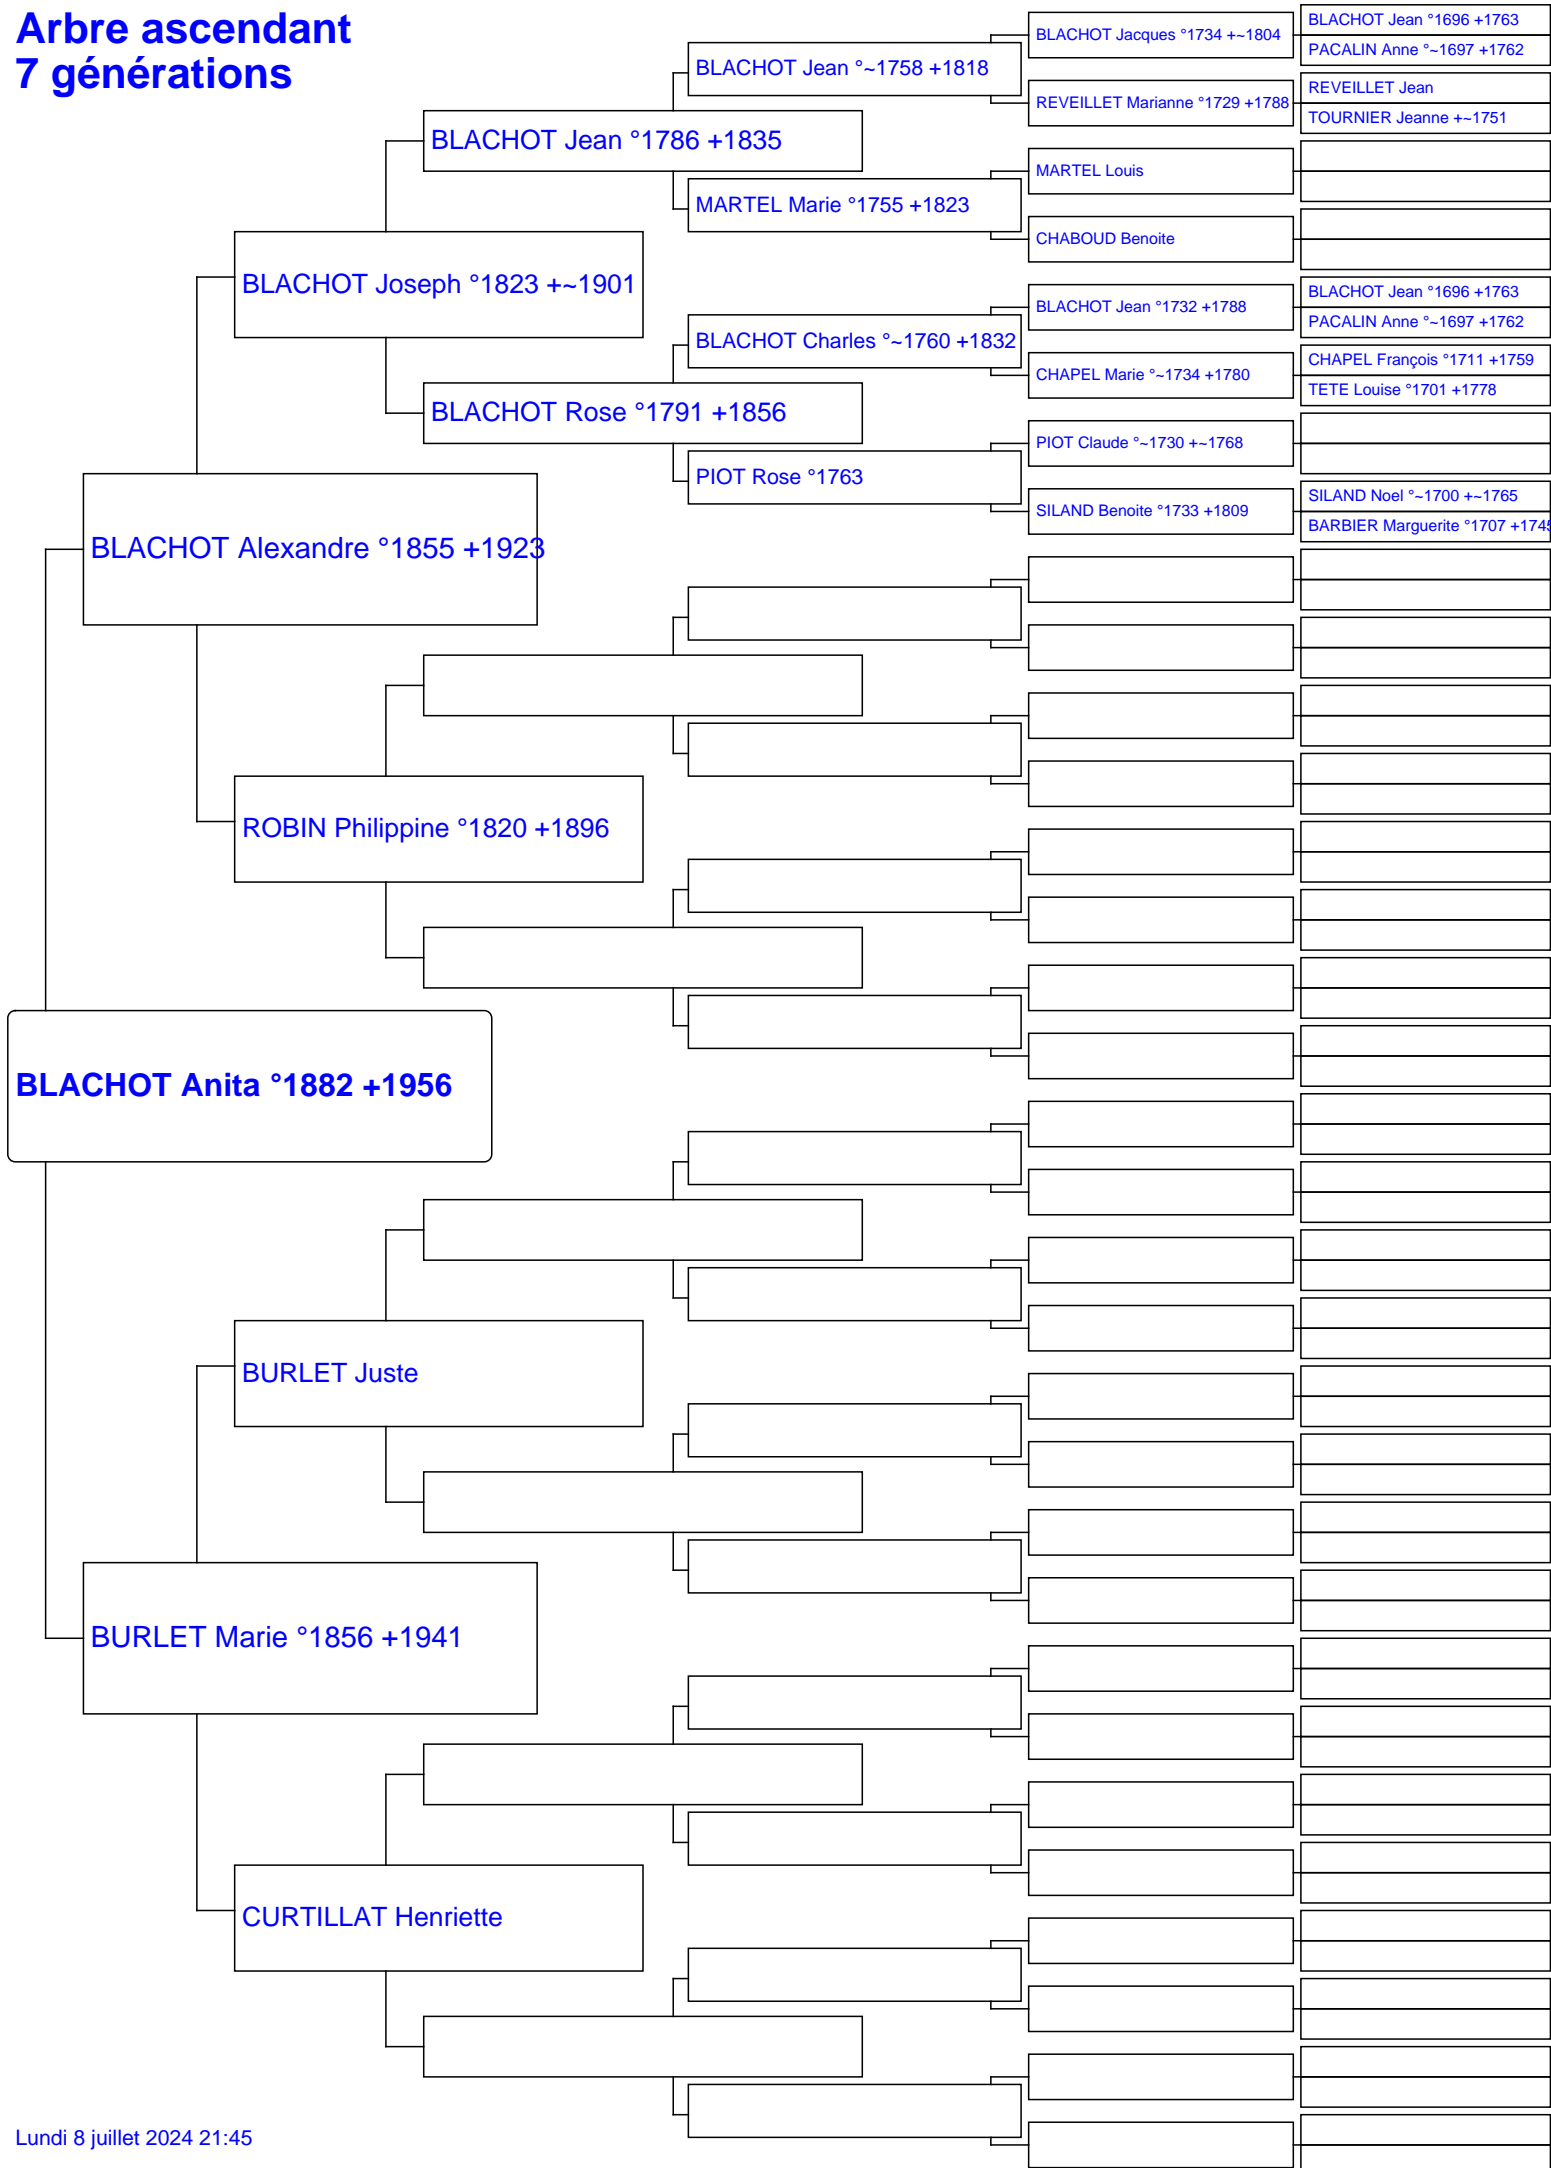 Arbre ascendant
7 générations
BLACHOT Anita °1882 +1956
BLACHOT Alexandre °1855 +1923
BURLET Marie °1856 +1941
BLACHOT Joseph °1823 +~1901
ROBIN Philippine °1820 +1896
BURLET Juste
CURTILLAT Henriette
BLACHOT Jean °1786 +1835
BLACHOT Rose °1791 +1856
BLACHOT Jean °~1758 +1818
MARTEL Marie °1755 +1823
BLACHOT Charles °~1760 +1832
PIOT Rose °1763
BLACHOT Jacques °1734 +~1804
REVEILLET Marianne °1729 +1788
MARTEL Louis
CHABOUD Benoite
BLACHOT Jean °1732 +1788
CHAPEL Marie °~1734 +1780
PIOT Claude °~1730 +~1768
SILAND Benoite °1733 +1809
BLACHOT Jean °1696 +1763
PACALIN Anne °~1697 +1762
REVEILLET Jean
TOURNIER Jeanne +~1751
BLACHOT Jean °1696 +1763
PACALIN Anne °~1697 +1762
CHAPEL François °1711 +1759
TETE Louise °1701 +1778
SILAND Noel °~1700 +~1765
BARBIER Marguerite °1707 +1745
Lundi 8 juillet 2024 21:45